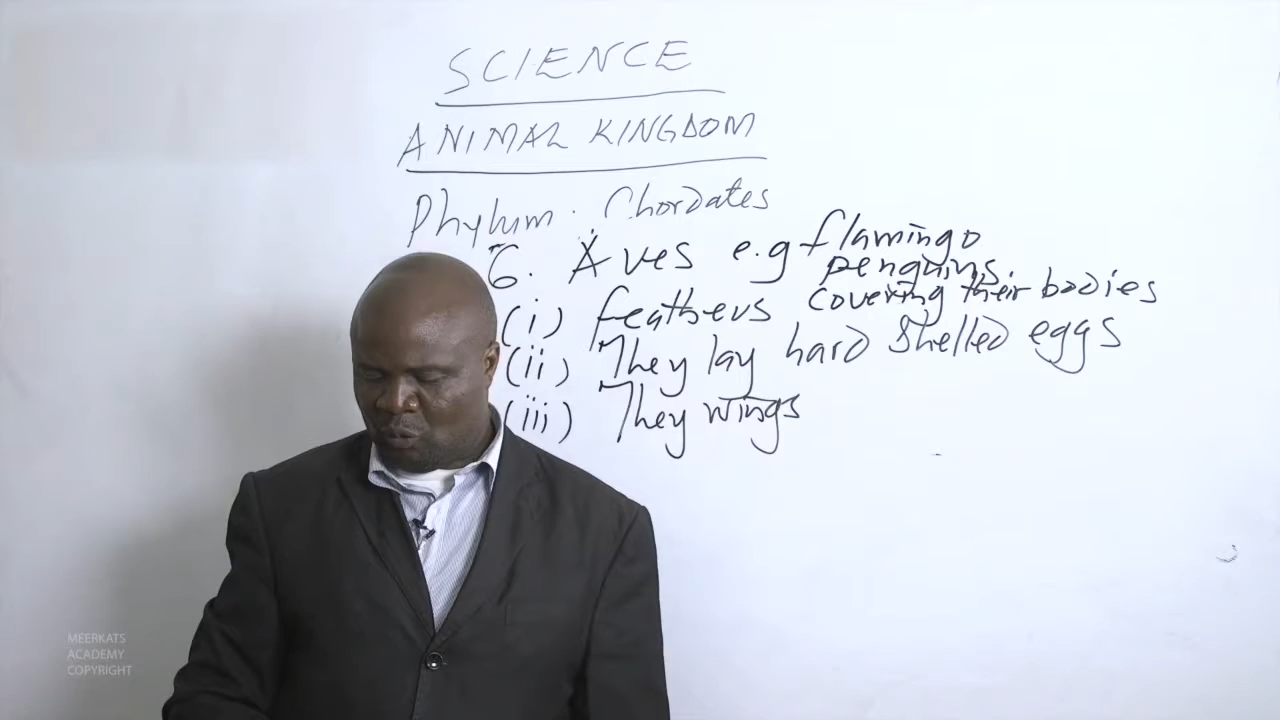 SCIENCE
ANIMAL KINGDOM
Phylum. Chordates
6. Aves e.g flamingo
penguins.
(i) feathers covering their bodies
(ii) They lay hard shelled eggs
(iii) They wings
MEERKATS
ACADEMY
COPYRIGHT